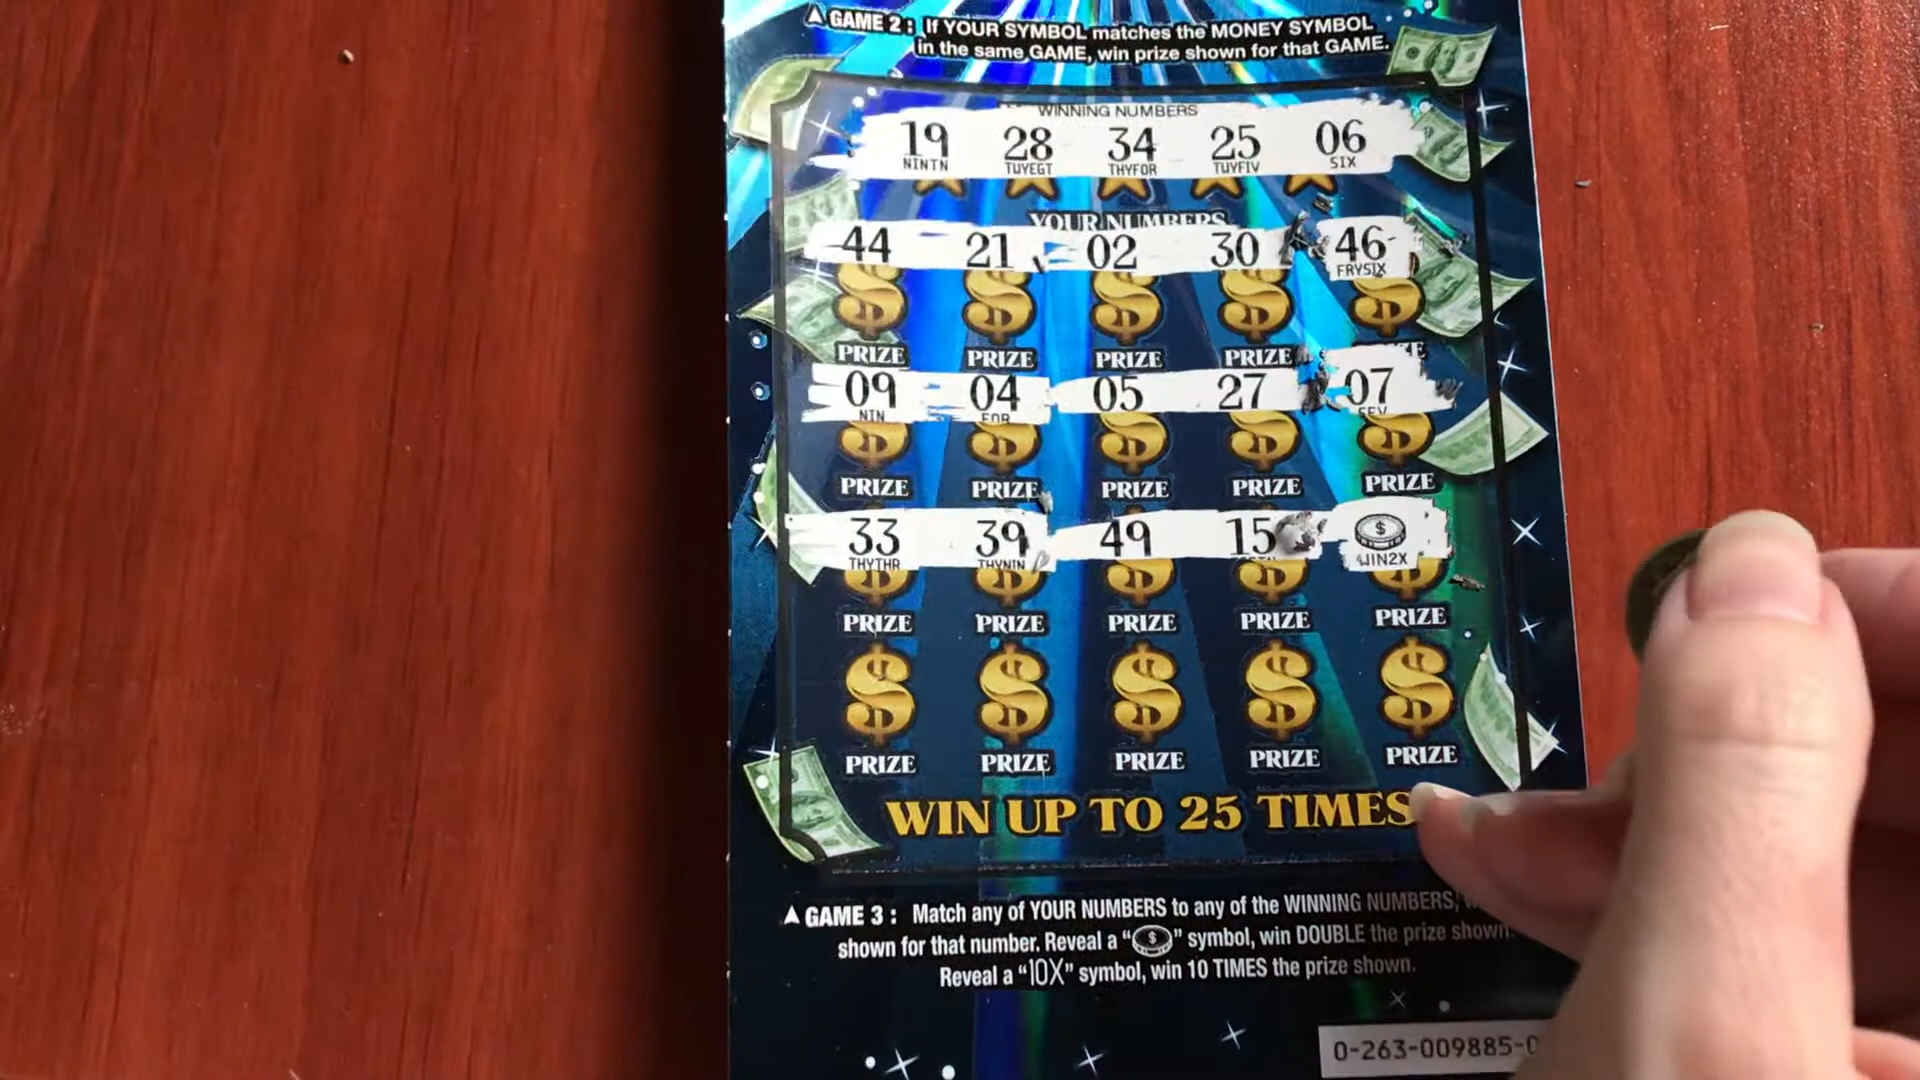 GAME 2 : If YOUR SYMBOL matches the MONEY SYMBOL
in the same GAME, win prize shown for that GAME.
WINNING NUMBERS
19 28 34 25 06
NINTN TUYEGT THYFOR TUYFIV SIX
YOUR NUMBERS
44 21 02 30 46
FRYSIX
PRIZE PRIZE PRIZE PRIZE
09 04 05 27 07
NIN FOR SEV
PRIZE PRIZE PRIZE PRIZE PRIZE
33 39 49 15
THYTHR THYNIN WIN2X
PRIZE PRIZE PRIZE PRIZE PRIZE
PRIZE PRIZE PRIZE PRIZE PRIZE
WIN UP TO 25 TIMES
GAME 3 : Match any of YOUR NUMBERS to any of the WINNING NUMBERS,
shown for that number. Reveal a "$" symbol, win DOUBLE the prize shown.
Reveal a "10X" symbol, win 10 TIMES the prize shown.
0-263-009885-0